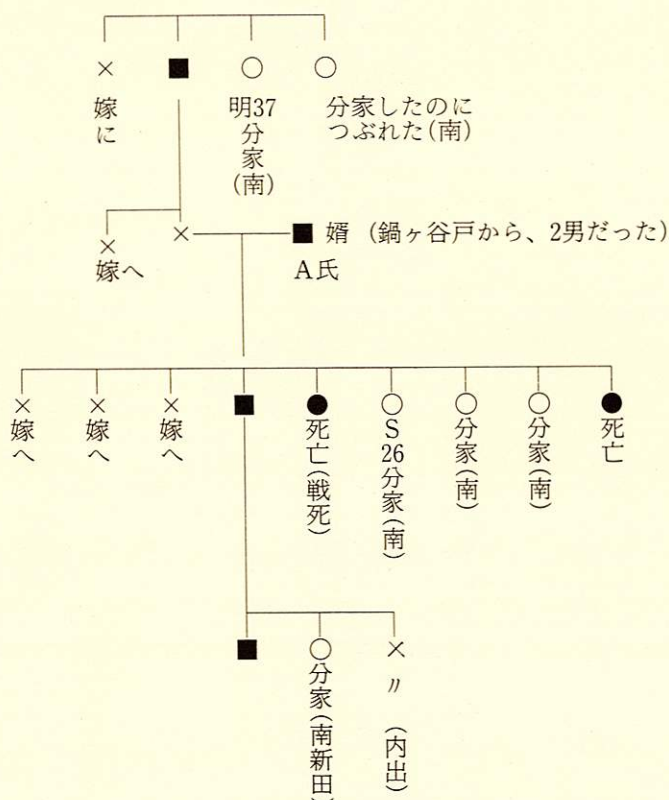 嫁に
明37分家(南)
分家したのに
つぶれた(南)
嫁へ
婿 (鍋ヶ谷戸から、2男だった)
A氏
嫁へ
嫁へ
嫁へ
死亡(戦死)
S26分家(南)
分家(南)
分家(南)
死亡
分家(南新田)
〃 (内出)